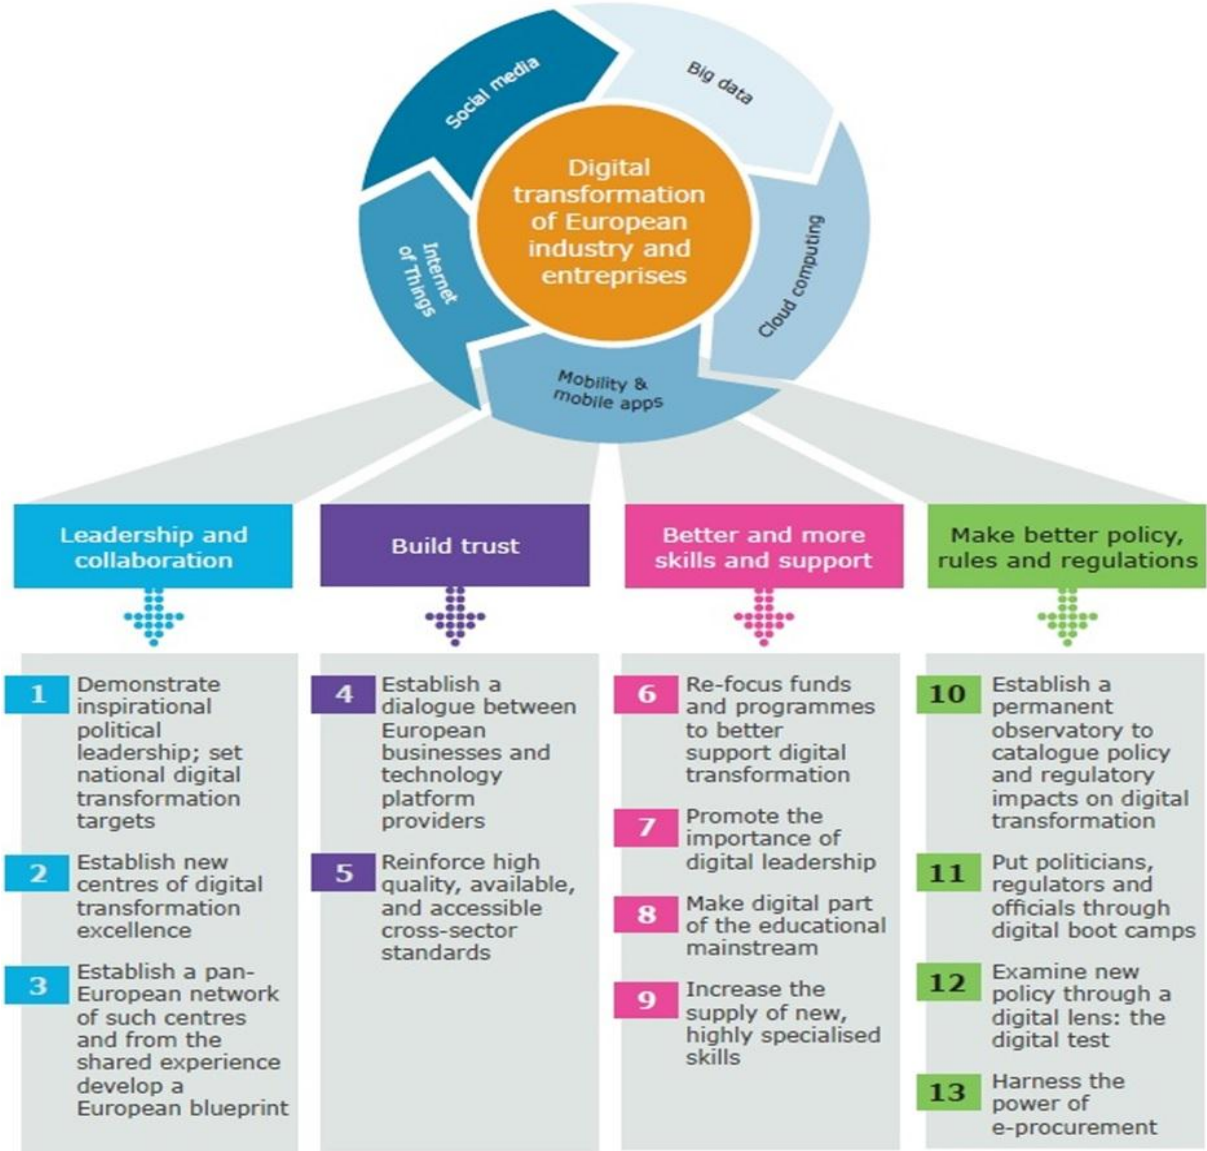 Social media
Big data
Cloud computing
Mobility &
mobile apps
Internet
of Things
Digital
transformation
of European
industry and
entreprises
Leadership and
collaboration
1
Demonstrate
inspirational
political
leadership; set
national digital
transformation
targets
2
Establish new
centres of digital
transformation
excellence
3
Establish a pan-
European network
of such centres
and from the
shared experience
develop a
European blueprint
Build trust
4
Establish a
dialogue between
European
businesses and
technology
platform
providers
5
Reinforce high
quality, available,
and accessible
cross-sector
standards
Better and more
skills and support
6
Re-focus funds
and programmes
to better
support digital
transformation
7
Promote the
importance of
digital leadership
8
Make digital part
of the educational
mainstream
9
Increase the
supply of new,
highly specialised
skills
Make better policy,
rules and regulations
10
Establish a
permanent
observatory to
catalogue policy
and regulatory
impacts on digital
transformation
11
Put politicians,
regulators and
officials through
digital boot camps
12
Examine new
policy through a
digital lens: the
digital test
13
Harness the
power of
e-procurement